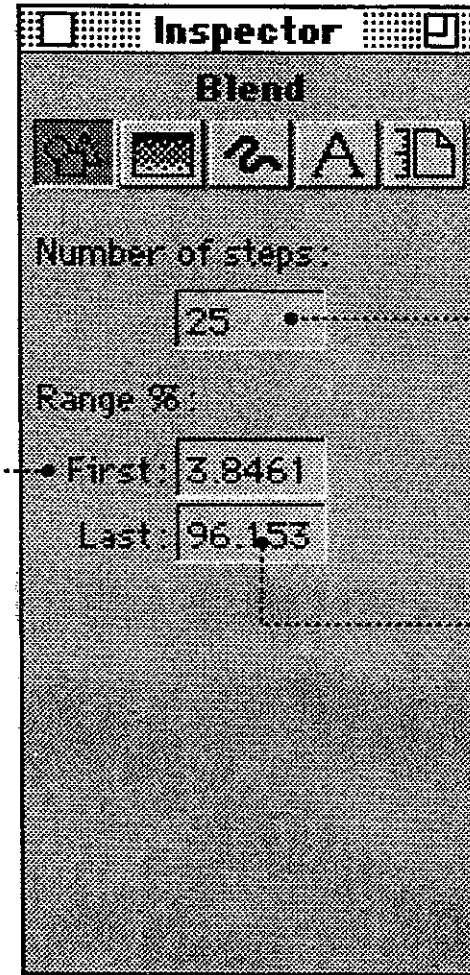 Inspector
Blend
A
Number of steps:
25
Range %:
First: 3.8461
Last: 96.153